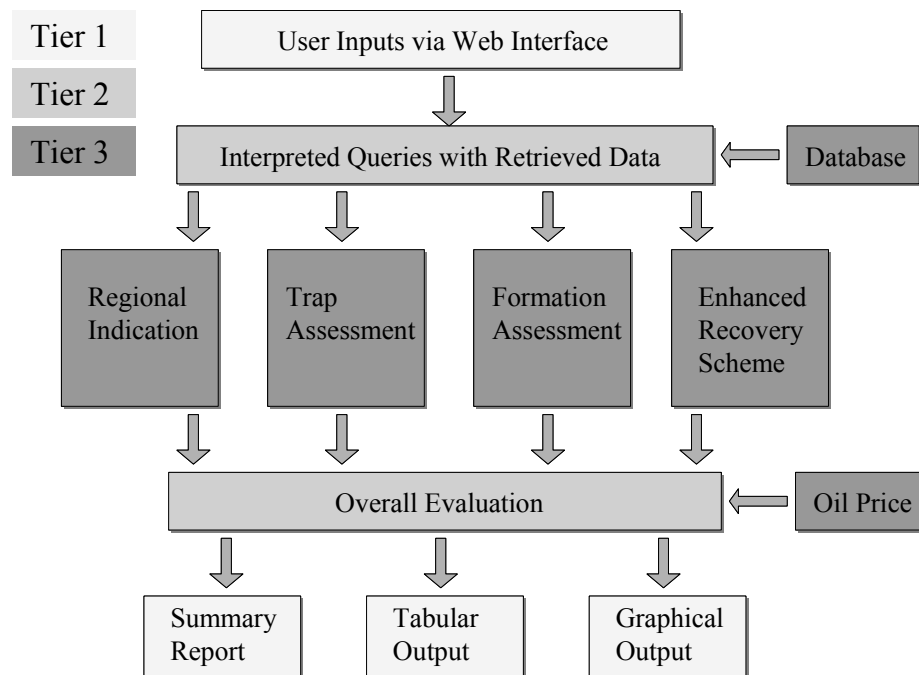 Tier 1
User Inputs via Web Interface
Tier 2
Tier 3
Interpreted Queries with Retrieved Data
Database
Regional
Indication
Trap
Assessment
Formation
Assessment
Enhanced
Recovery
Scheme
Overall Evaluation
Oil Price
Summary
Report
Tabular
Output
Graphical
Output